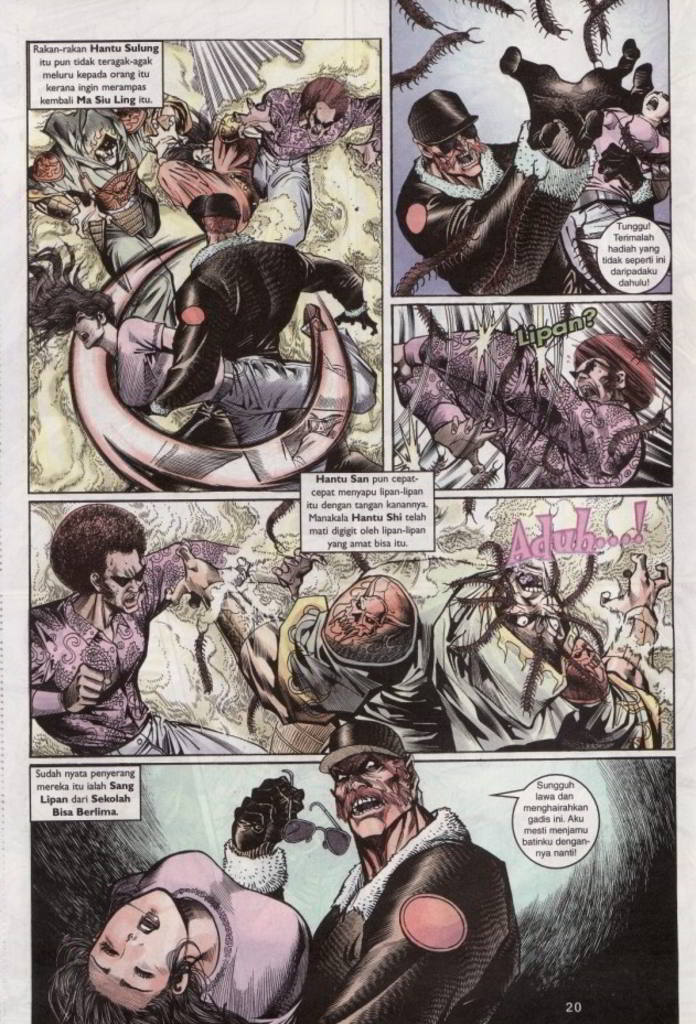 Rakan-rakan Hantu Sulung
itu pun tidak teragak-agak
meluru kepada orang itu
kerana ingin merampas
kembali Ma Siu Ling itu.
Tunggu!
Terimalah
hadiah yang
tidak seperti ini
daripadaku
dahulu!
Lipan?
Hantu San pun cepat-
cepat menyapu lipan-lipan
itu dengan tangan kanannya.
Manakala Hantu Shi telah
mati digigit oleh lipan-lipan
yang amat bisa itu.
Aduh....!
Sudah nyata penyerang
mereka itu ialah Sang
Lipan dari Sekolah
Bisa Berlima.
Sungguh
lawa dan
menghairahkan
gadis ini. Aku
mesti menjamu
batinku dengan-
nya nanti!
20